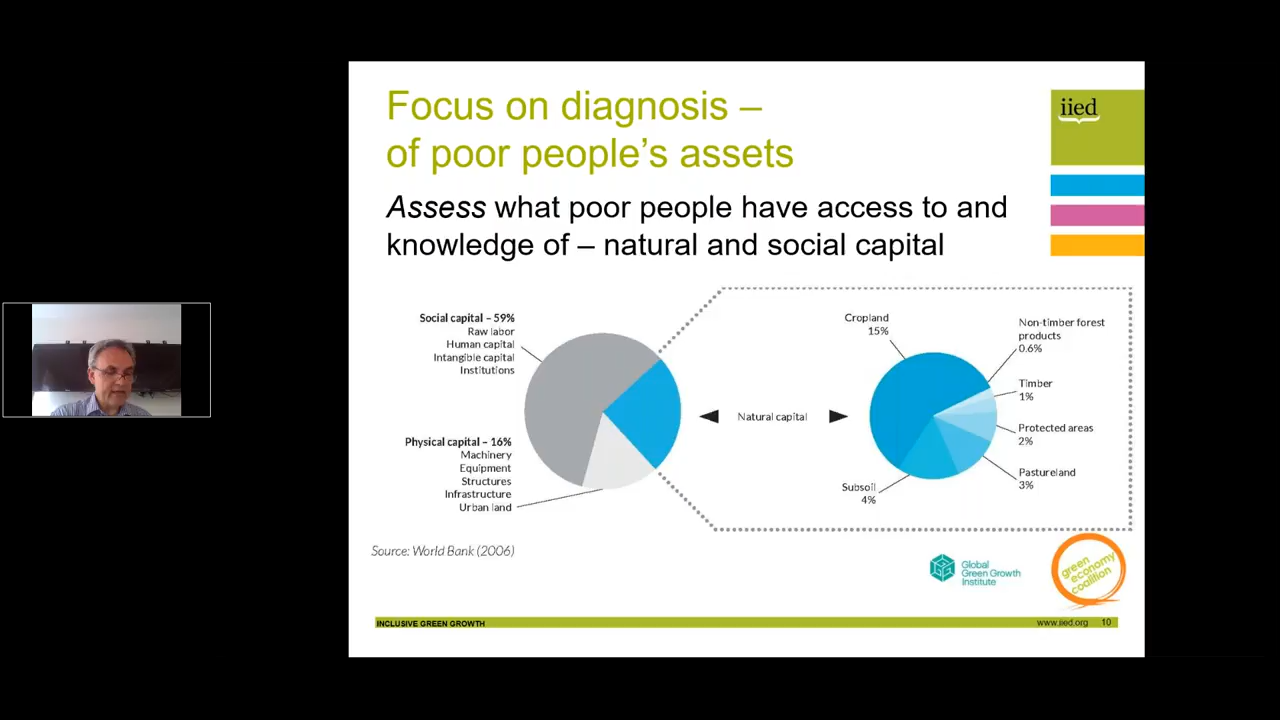 Focus on diagnosis –
of poor people’s assets
iied
Assess what poor people have access to and
knowledge of – natural and social capital
Social capital – 59%
Raw labor
Human capital
Intangible capital
Institutions
Physical capital – 16%
Machinery
Equipment
Structures
Infrastructure
Urban land
Natural capital
Cropland
15%
Non-timber forest
products
0.6%
Timber
1%
Protected areas
2%
Pastureland
3%
Subsoil
4%
Source: World Bank (2006)
Global
Green Growth
Institute
green
economy
coalition
INCLUSIVE GREEN GROWTH
www.iied.org 10